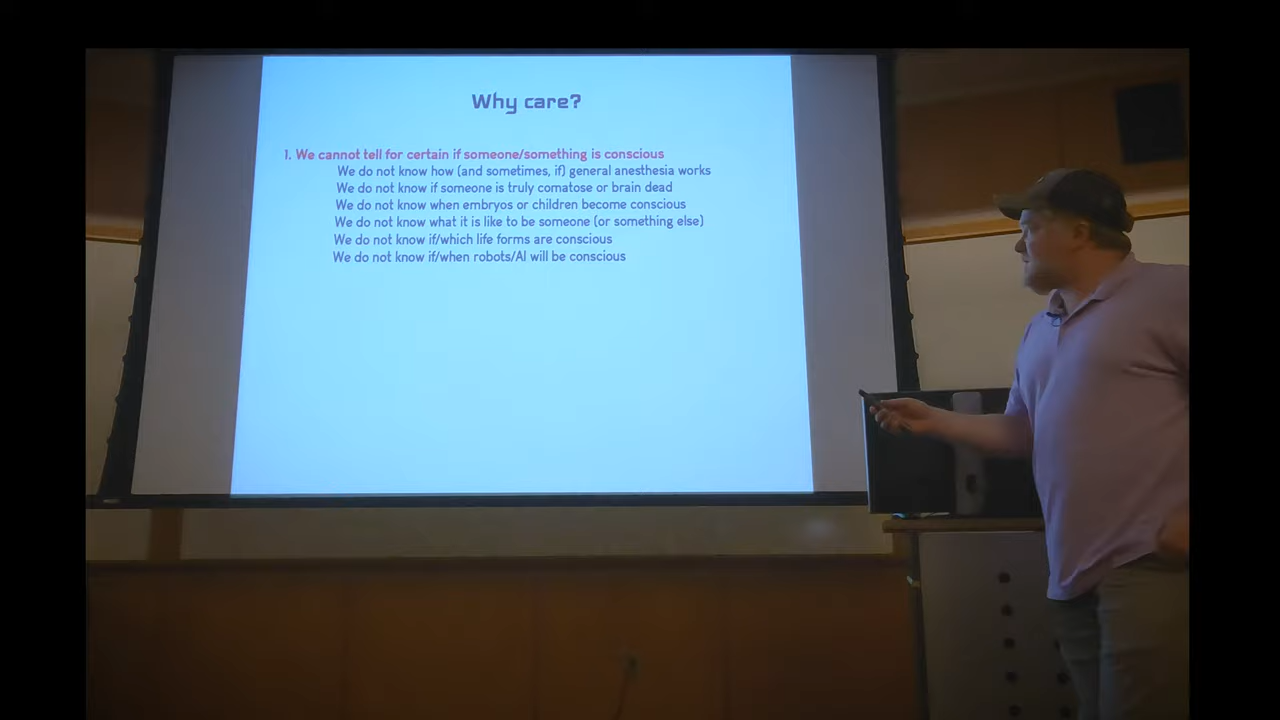 Why care?
1. We cannot tell for certain if someone/something is conscious
We do not know how (and sometimes, if) general anesthesia works
We do not know if someone is truly comatose or brain dead
We do not know when embryos or children become conscious
We do not know what it is like to be someone (or something else)
We do not know if/which life forms are conscious
We do not know if/when robots/AI will be conscious